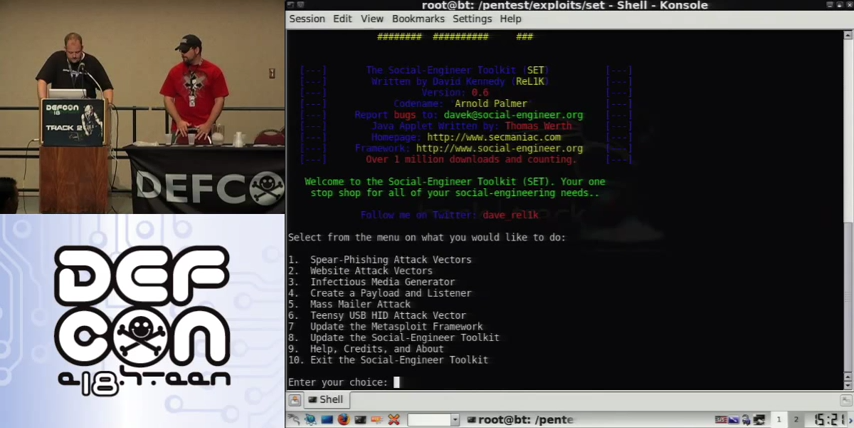 root@bt: /pentest/exploits/set - Shell - Konsole
Session Edit View Bookmarks Settings Help
######## ########## ###
[---] The Social-Engineer Toolkit (SET) [---]
[---] Written by David Kennedy (ReL1K) [---]
[---] Version: 0.6 [---]
[---] Codename: Arnold Palmer [---]
[---] Report bugs to: davek@social-engineer.org [---]
[---] Java Applet Written by: Thomas Werth [---]
[---] Homepage: http://www.secmaniac.com [---]
[---] Framework: http://www.social-engineer.org [---]
[---] Over 1 million downloads and counting. [---]
Welcome to the Social-Engineer Toolkit (SET). Your one
stop shop for all of your social-engineering needs..
Follow me on Twitter: dave_rel1k
Select from the menu on what you would like to do:
1. Spear-Phishing Attack Vectors
2. Website Attack Vectors
3. Infectious Media Generator
4. Create a Payload and Listener
5. Mass Mailer Attack
6. Teensy USB HID Attack Vector
7 Update the Metasploit Framework
8. Update the Social-Engineer Toolkit
9. Help, Credits, and About
10. Exit the Social-Engineer Toolkit
Enter your choice:
Shell
root@bt: /pente
1 2 15:21
DEFCON
TRACK 2
DEFCO
DEF
CON
e18hteen